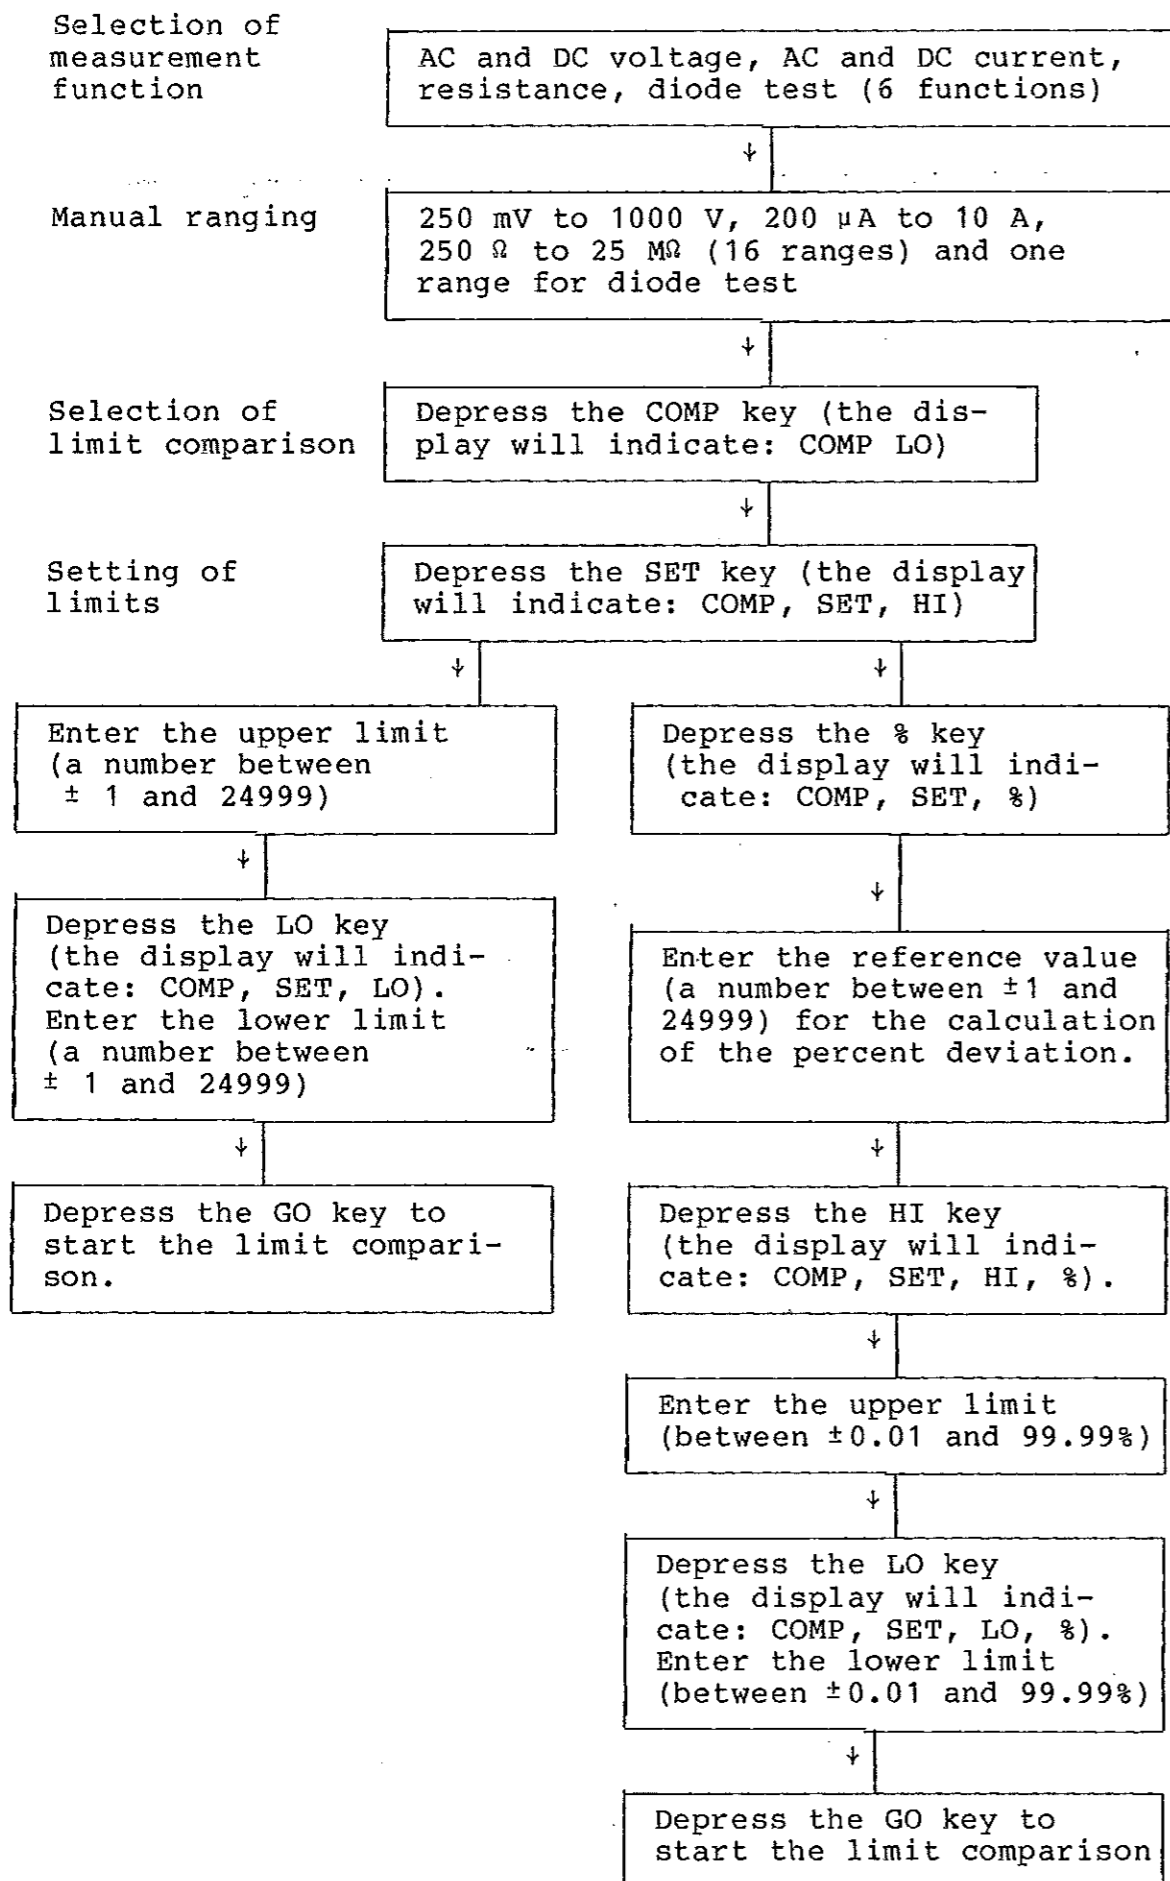 Selection of
measurement
function
AC and DC voltage, AC and DC current,
resistance, diode test (6 functions)
↓
Manual ranging
250 mV to 1000 V, 200 µA to 10 A,
250 Ω to 25 MΩ (16 ranges) and one
range for diode test
↓
Selection of
limit comparison
Depress the COMP key (the dis-
play will indicate: COMP LO)
↓
Setting of
limits
Depress the SET key (the display
will indicate: COMP, SET, HI)
↓ ↓
Enter the upper limit
(a number between
± 1 and 24999)
↓
Depress the LO key
(the display will indi-
cate: COMP, SET, LO).
Enter the lower limit
(a number between
± 1 and 24999)
↓
Depress the GO key to
start the limit compari-
son.
Depress the % key
(the display will indi-
cate: COMP, SET, %)
↓
Enter the reference value
(a number between ±1 and
24999) for the calculation
of the percent deviation.
↓
Depress the HI key
(the display will indi-
cate: COMP, SET, HI, %).
↓
Enter the upper limit
(between ±0.01 and 99.99%)
↓
Depress the LO key
(the display will indi-
cate: COMP, SET, LO, %).
Enter the lower limit
(between ±0.01 and 99.99%)
↓
Depress the GO key to
start the limit comparison